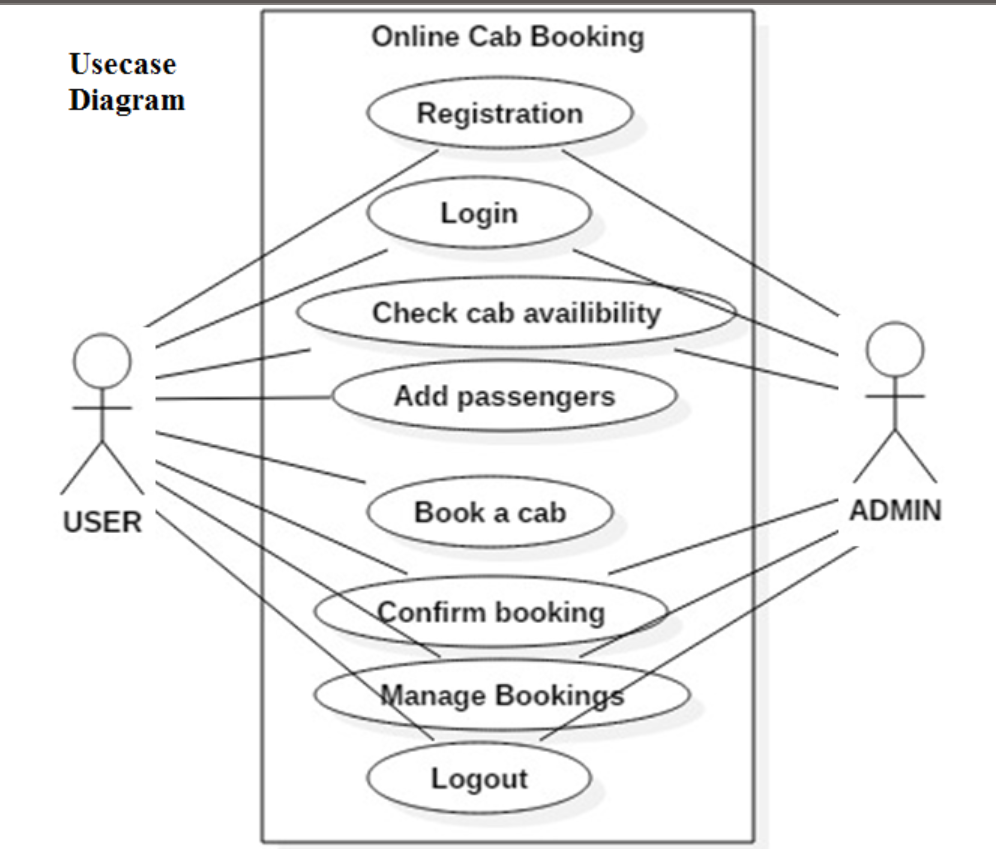 Usecase
Diagram
Online Cab Booking
Registration
Login
Check cab availibility
Add passengers
Book a cab
Confirm booking
Manage Bookings
Logout
USER
ADMIN